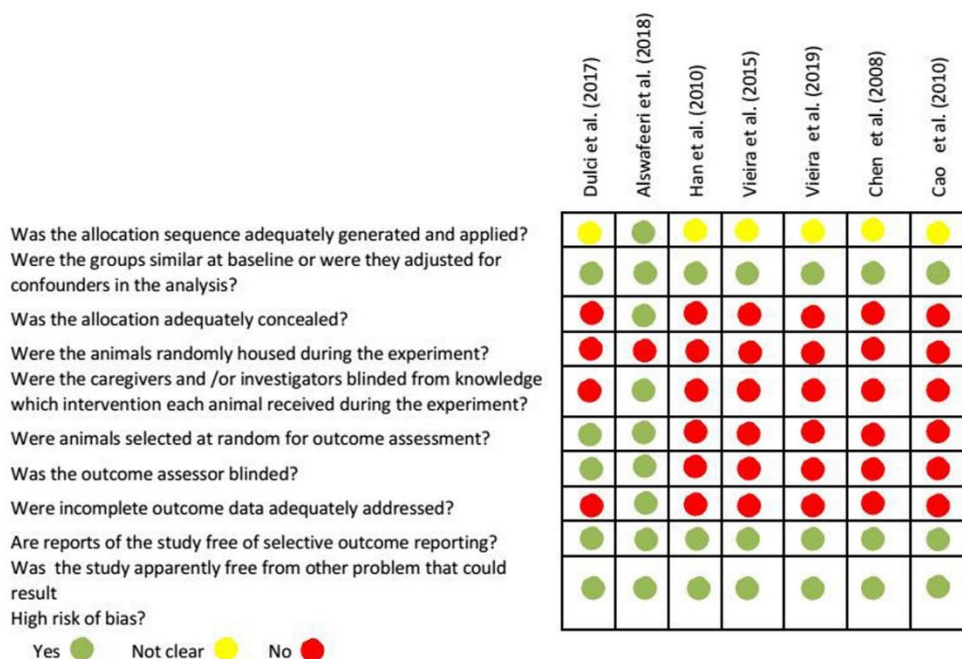 Dulci et al. (2017)
Alswafeeri et al. (2018)
Han et al. (2010)
Vieira et al. (2015)
Vieira et al. (2019)
Chen et al. (2008)
Cao et al. (2010)
Was the allocation sequence adequately generated and applied?
Were the groups similar at baseline or were they adjusted for
confounders in the analysis?
Was the allocation adequately concealed?
Were the animals randomly housed during the experiment?
Were the caregivers and /or investigators blinded from knowledge
which intervention each animal received during the experiment?
Were animals selected at random for outcome assessment?
Was the outcome assessor blinded?
Were incomplete outcome data adequately addressed?
Are reports of the study free of selective outcome reporting?
Was the study apparently free from other problem that could
result
High risk of bias?
Yes Not clear No